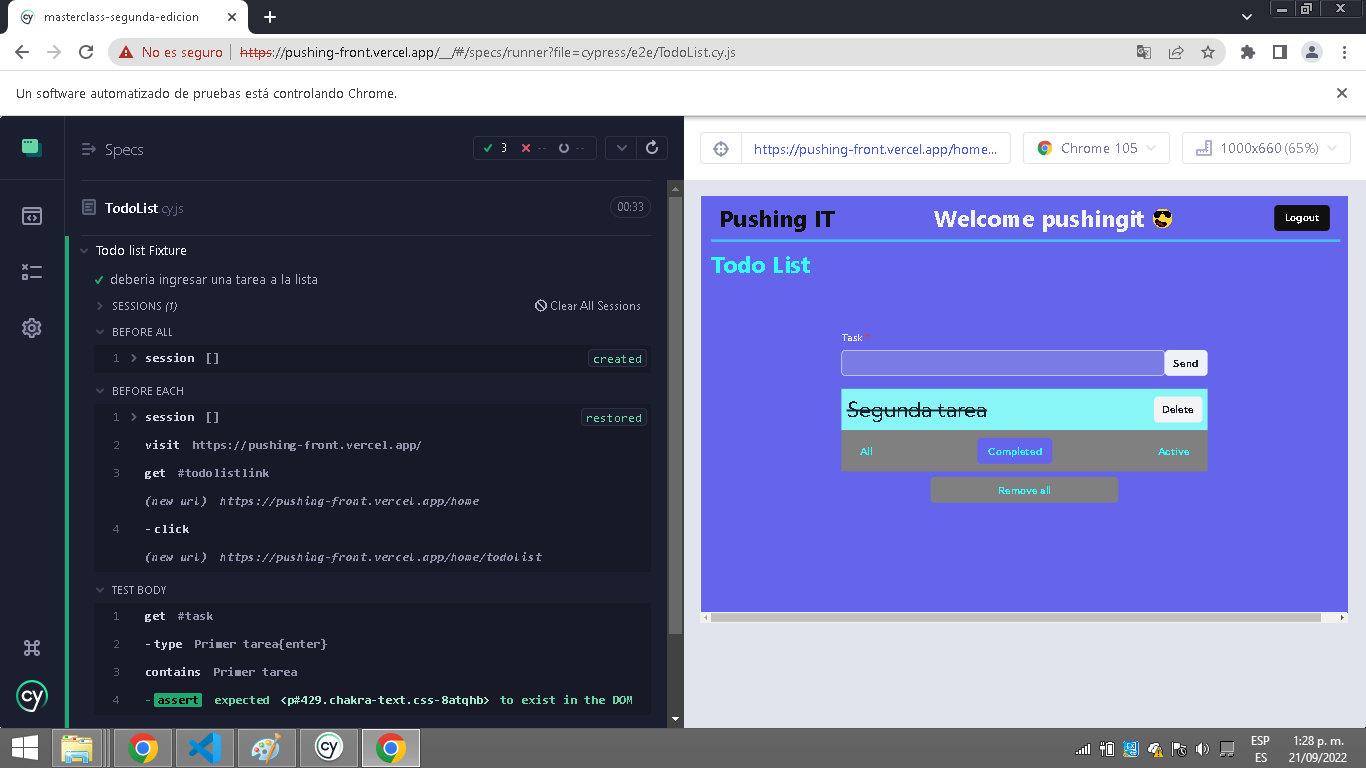 masterclass-segunda-edicion
No es seguro | https://pushing-front.vercel.app/__/#/specs/runner?file=cypress/e2e/TodoList.cy.js
Un software automatizado de pruebas está controlando Chrome.
Specs
3 -- --
TodoList.cy.js
00:33
Todo list Fixture
deberia ingresar una tarea a la lista
SESSIONS (1)
Clear All Sessions
BEFORE ALL
1 session [] created
BEFORE EACH
1 session [] restored
2 visit https://pushing-front.vercel.app/
3 get #todolistlink
(new url) https://pushing-front.vercel.app/home
4 -click
(new url) https://pushing-front.vercel.app/home/todolist
TEST BODY
1 get #task
2 -type Primer tarea{enter}
3 contains Primer tarea
4 -assert expected <p#429.chakra-text.css-8atqhb> to exist in the DOM
cy
https://pushing-front.vercel.app/home...
Chrome 105
1000x660 (65%)
Pushing IT
Welcome pushingit 😎
Logout
Todo List
Task *
Send
Segunda tarea
Delete
All
Completed
Active
Remove all
cy
ESP
ES
1:28 p. m.
21/09/2022